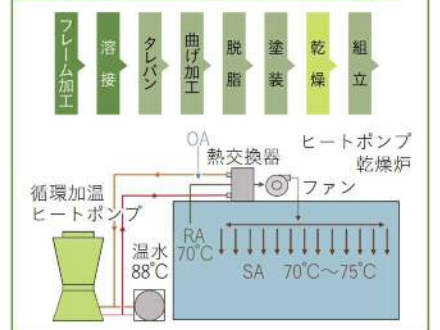 フレーム加工
溶接
タレパン
曲げ加工
脱脂
塗装
乾燥
組立
OA
熱交換器
ヒートポンプ
乾燥炉
ファン
循環加温
ヒートポンプ
温水
88℃
RA
70℃
SA 70℃〜75℃